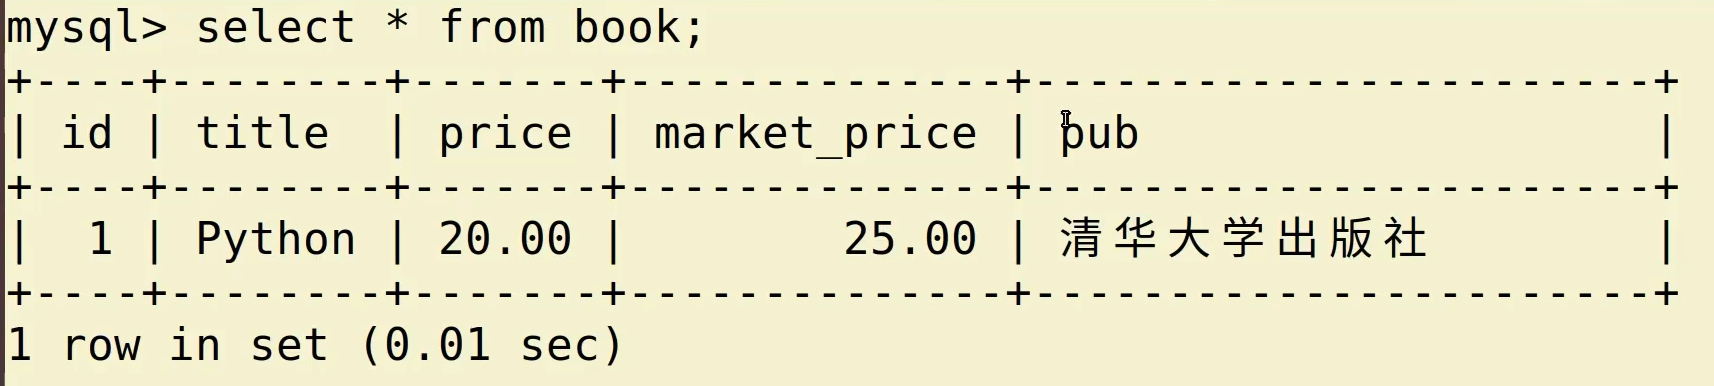 mysql> select * from book;
+----+--------+-------+--------------+-----------------------+
| id | title  | price | market_price | pub                   |
+----+--------+-------+--------------+-----------------------+
|  1 | Python | 20.00 |        25.00 | 清华大学出版社        |
+----+--------+-------+--------------+-----------------------+
1 row in set (0.01 sec)